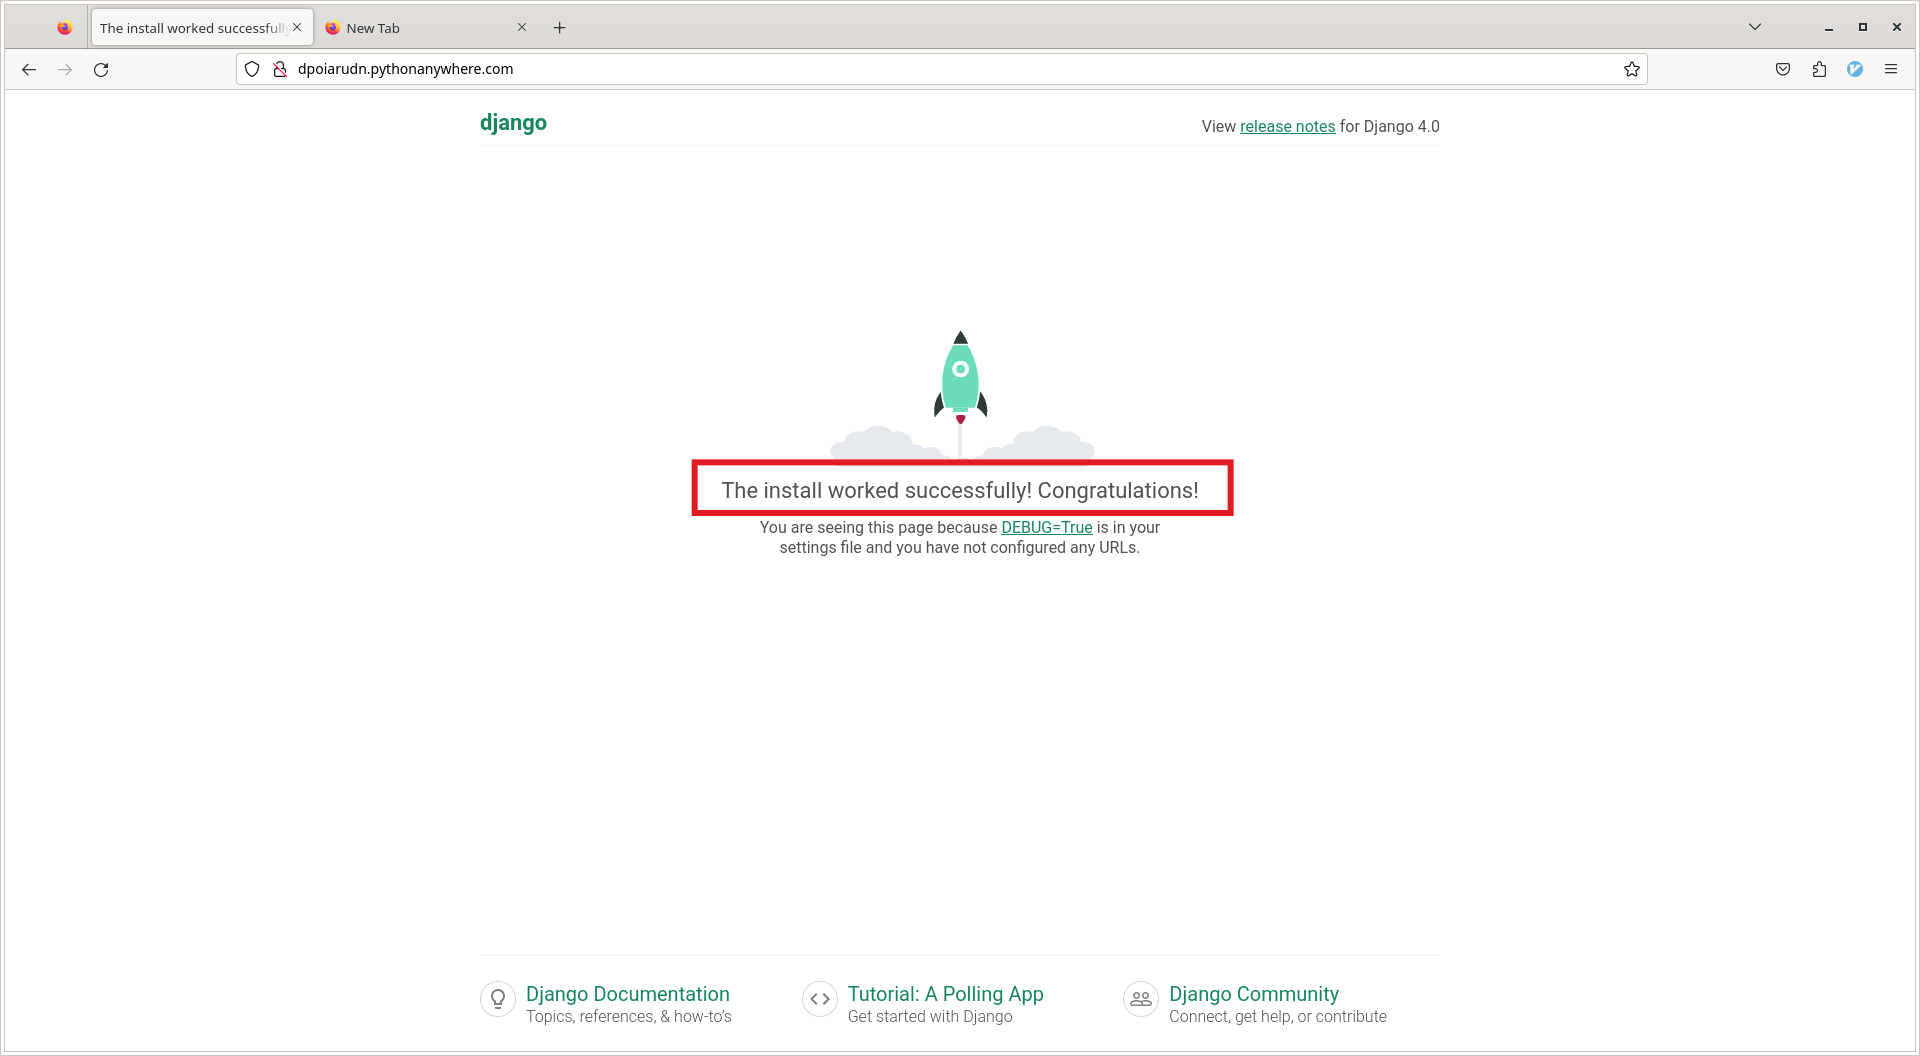 The install worked successfully
New Tab
dpoiarudn.pythonanywhere.com
django
View release notes for Django 4.0
The install worked successfully! Congratulations!
You are seeing this page because DEBUG=True is in your
settings file and you have not configured any URLs.
Django Documentation
Topics, references, & how-to's
Tutorial: A Polling App
Get started with Django
Django Community
Connect, get help, or contribute